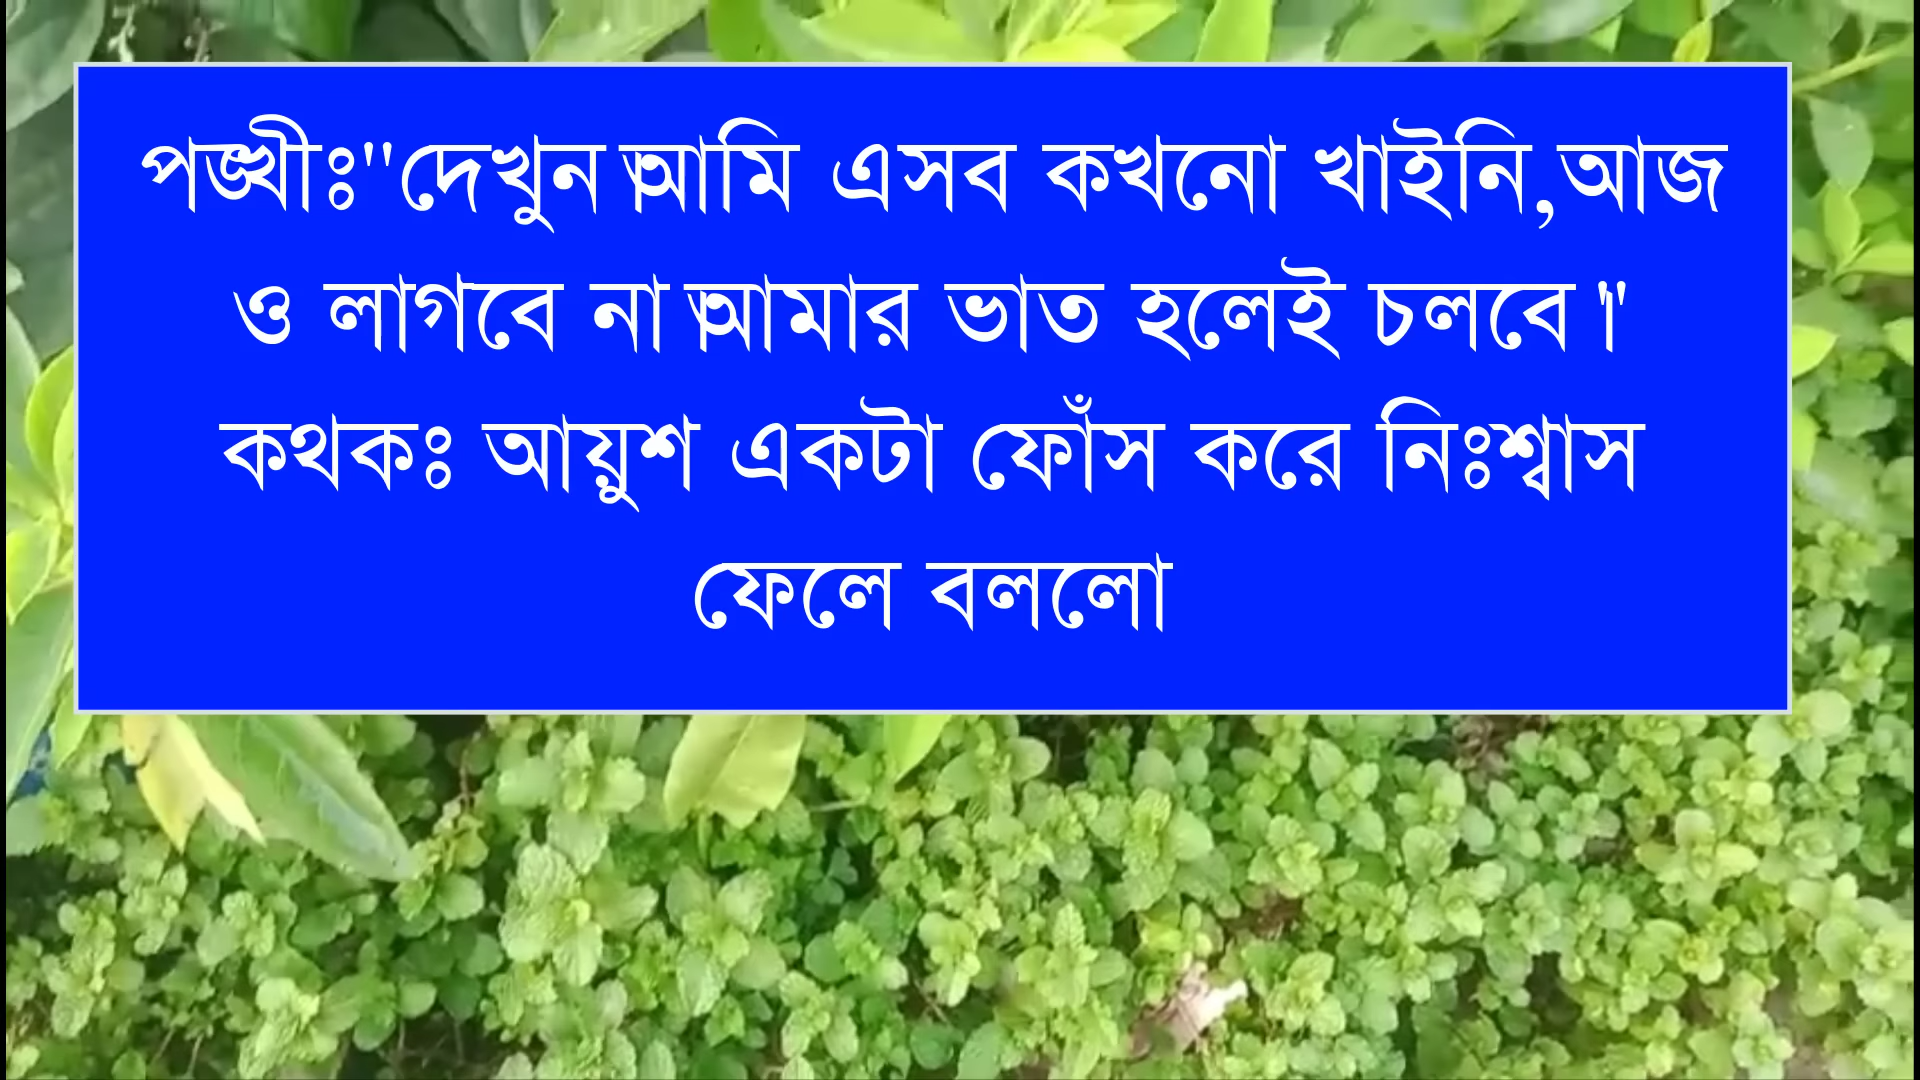 পঙ্খীঃ"দেখুন।আমি এসব কখনো খাইনি,আজ
ও লাগবে না।আমার ভাত হলেই চলবে।"
কথকঃ আয়ুশ একটা ফোঁস করে নিঃশ্বাস
ফেলে বললো